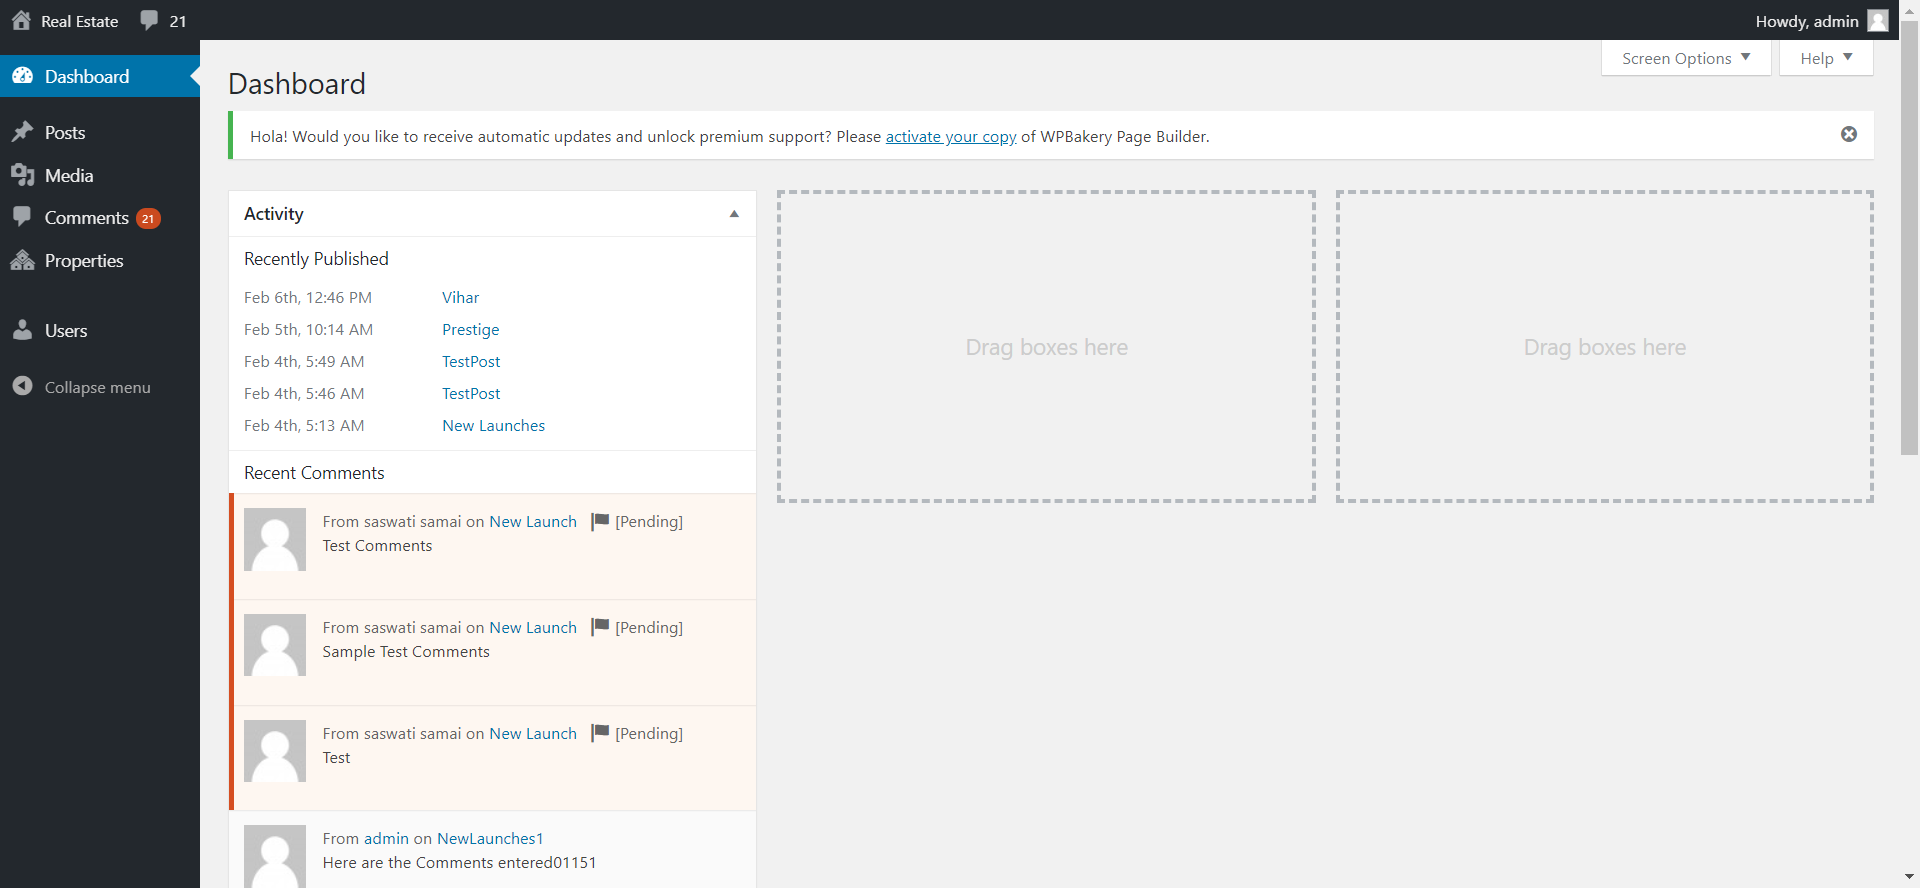 Real Estate 21 Howdy, admin
Dashboard
Posts
Media
Comments 21
Properties
Users
Collapse menu
Screen Options Help
Dashboard
Hola! Would you like to receive automatic updates and unlock premium support? Please activate your copy of WPBakery Page Builder.
Activity
Recently Published
Feb 6th, 12:46 PM Vihar
Feb 5th, 10:14 AM Prestige
Feb 4th, 5:49 AM TestPost
Feb 4th, 5:46 AM TestPost
Feb 4th, 5:13 AM New Launches
Recent Comments
From saswati samai on New Launch [Pending]
Test Comments
From saswati samai on New Launch [Pending]
Sample Test Comments
From saswati samai on New Launch [Pending]
Test
From admin on NewLaunches1
Here are the Comments entered01151
Drag boxes here
Drag boxes here